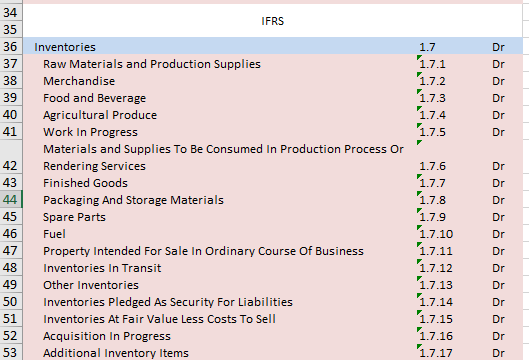 34
IFRS
35
36 Inventories 1.7 Dr
37 Raw Materials and Production Supplies 1.7.1 Dr
38 Merchandise 1.7.2 Dr
39 Food and Beverage 1.7.3 Dr
40 Agricultural Produce 1.7.4 Dr
41 Work In Progress 1.7.5 Dr
Materials and Supplies To Be Consumed In Production Process Or
42 Rendering Services 1.7.6 Dr
43 Finished Goods 1.7.7 Dr
44 Packaging And Storage Materials 1.7.8 Dr
45 Spare Parts 1.7.9 Dr
46 Fuel 1.7.10 Dr
47 Property Intended For Sale In Ordinary Course Of Business 1.7.11 Dr
48 Inventories In Transit 1.7.12 Dr
49 Other Inventories 1.7.13 Dr
50 Inventories Pledged As Security For Liabilities 1.7.14 Dr
51 Inventories At Fair Value Less Costs To Sell 1.7.15 Dr
52 Acquisition In Progress 1.7.16 Dr
53 Additional Inventory Items 1.7.17 Dr